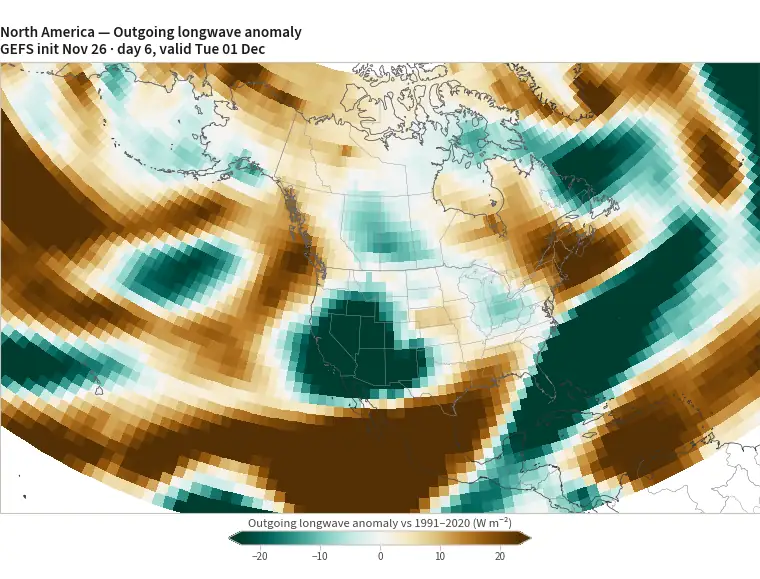 North America — Outgoing longwave anomaly
GEFS init Nov 26 · day 6, valid Tue 01 Dec
Outgoing longwave anomaly vs 1991–2020 (W m⁻²)
−20 −10 0 10 20